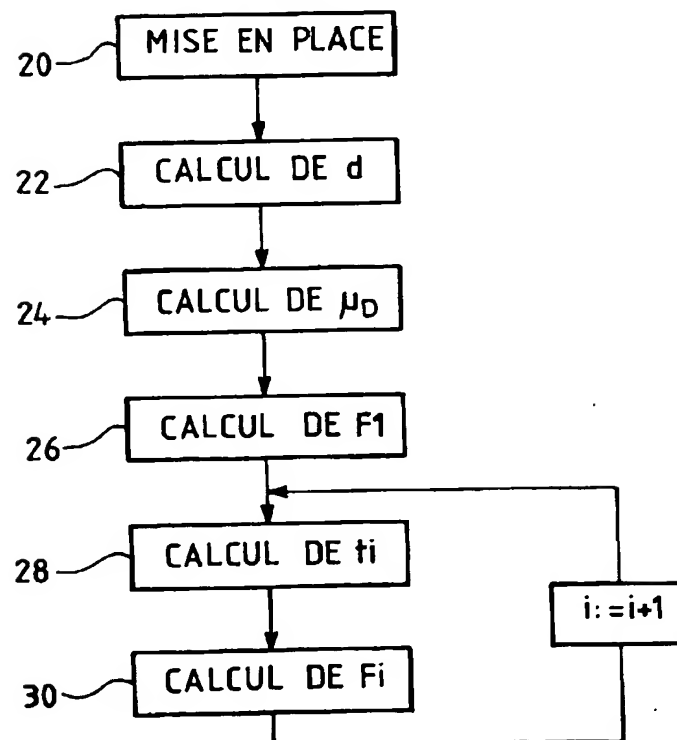 20 MISE EN PLACE
22 CALCUL DE d
24 CALCUL DE μD
26 CALCUL DE F1
28 CALCUL DE ti
i:=i+1
30 CALCUL DE Fi